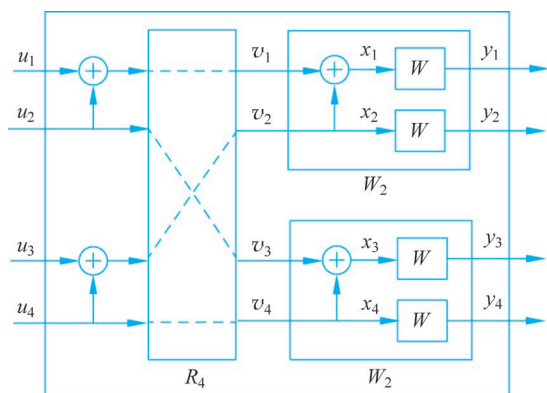 u₁ v₁ x₁ W y₁
u₂ v₂ x₂ W y₂
W₂
u₃ v₃ x₃ W y₃
u₄ v₄ x₄ W y₄
R₄ W₂